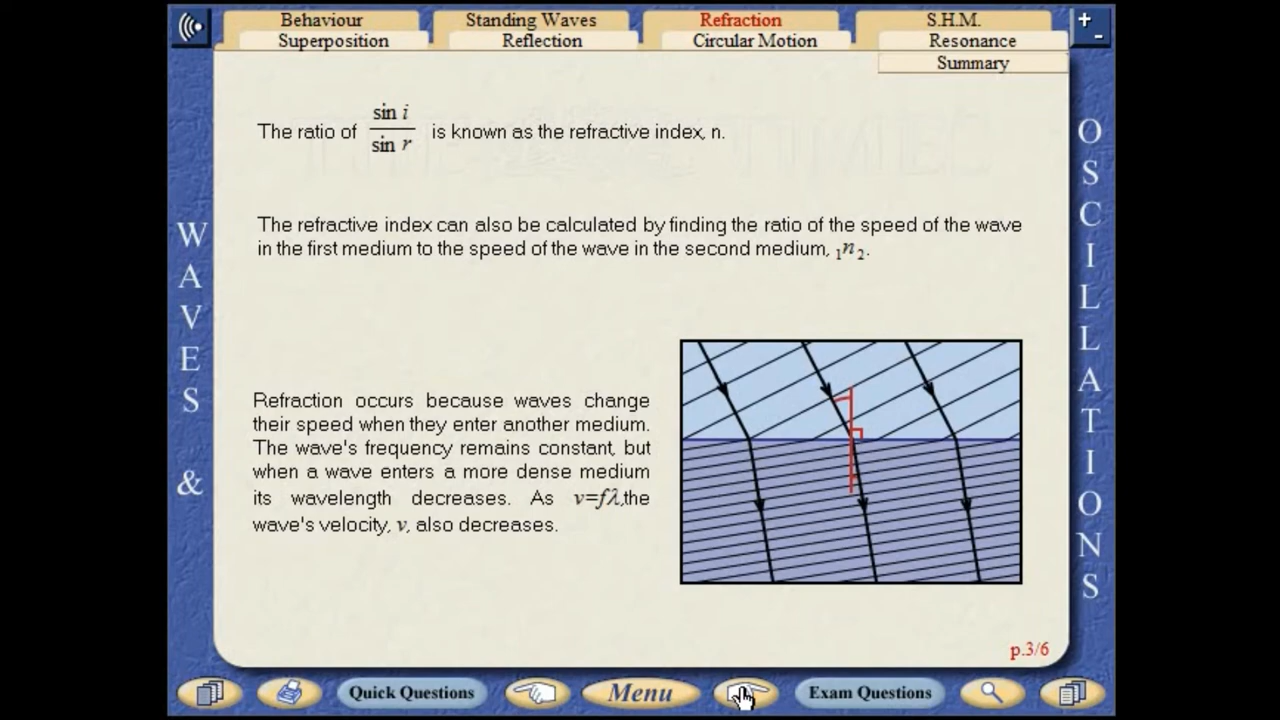 Behaviour
Standing Waves
Refraction
S.H.M.
Superposition
Reflection
Circular Motion
Resonance
Summary
+
-
WAVES &
OSCILLATIONS
The ratio of sin i / sin r is known as the refractive index, n.
The refractive index can also be calculated by finding the ratio of the speed of the wave
in the first medium to the speed of the wave in the second medium, ₁n₂.
Refraction occurs because waves change
their speed when they enter another medium.
The wave's frequency remains constant, but
when a wave enters a more dense medium
its wavelength decreases. As v=fλ,the
wave's velocity, v, also decreases.
p.3/6
Quick Questions
Menu
Exam Questions